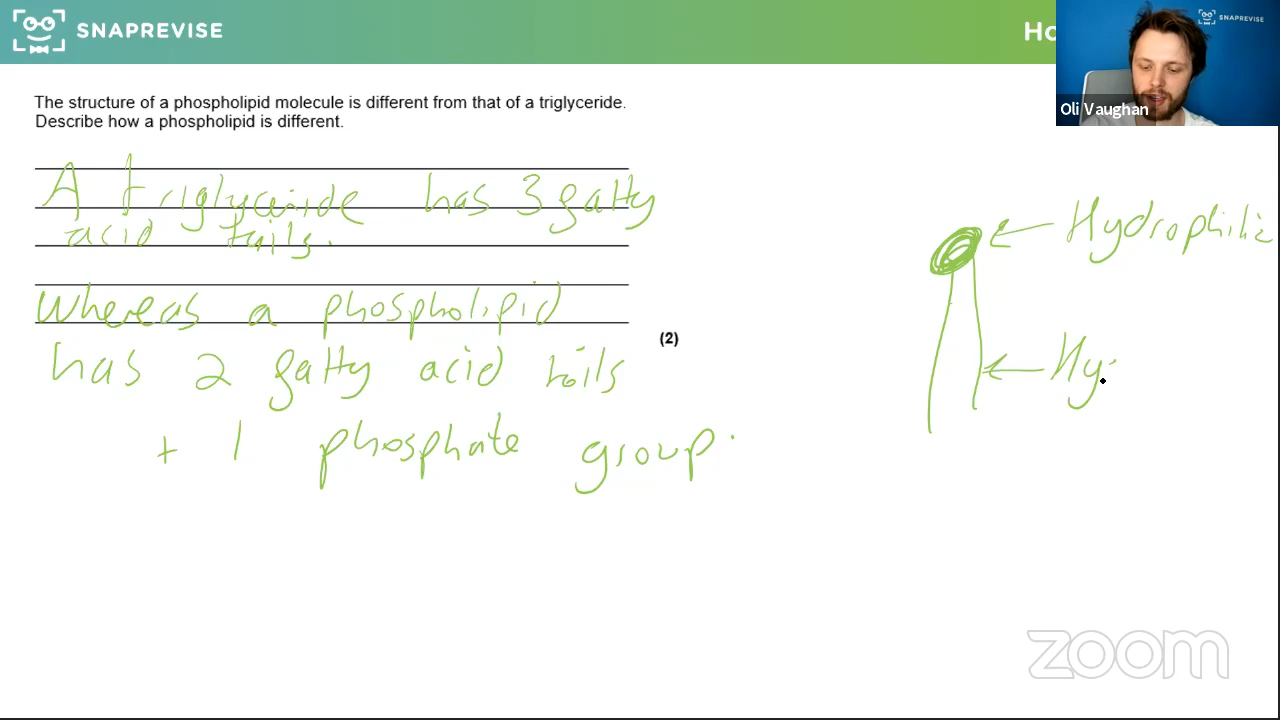 SNAPREVISE
Ho
SNAPREVISE
Oli Vaughan
The structure of a phospholipid molecule is different from that of a triglyceride.
Describe how a phospholipid is different.
A triglyceride has 3 fatty
acid tails.
Whereas a phospholipid
(2)
has 2 fatty acid tails
+ 1 phosphate group.
Hydrophilic
Hy
zoom